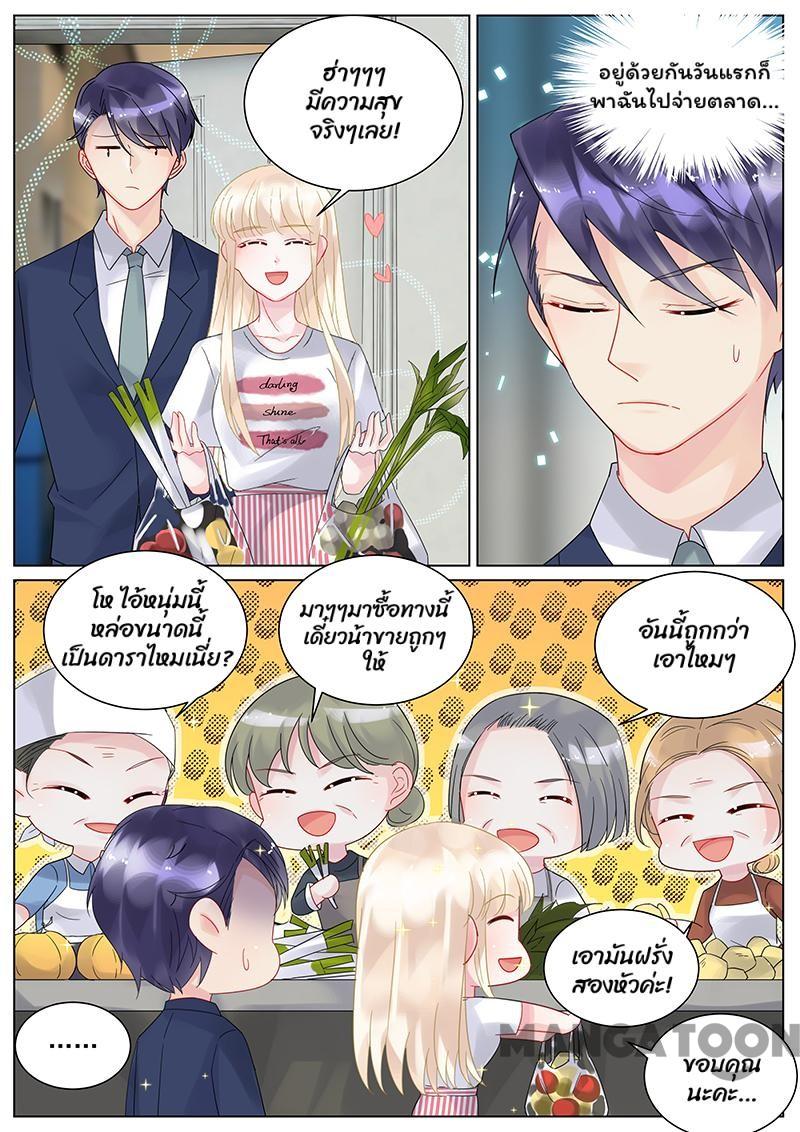 ฮ่าๆๆๆ
มีความสุข
จริงๆเลย!
อยู่ด้วยกันวันแรกก็
พาฉันไปจ่ายตลาด...
darling
shine
That's all
โห ไอ้หนุ่มนี้
หล่อขนาดนี้
เป็นดาราไหมเนี่ย?
มาๆๆมาซื้อทางนี้
เดี๋ยวน้าขายถูกๆ
ให้
อันนี้ถูกกว่า
เอาไหมๆ
เอามันฝรั่ง
สองหัวค่ะ!
......
MANGATOON
ขอบคุณ
นะคะ...